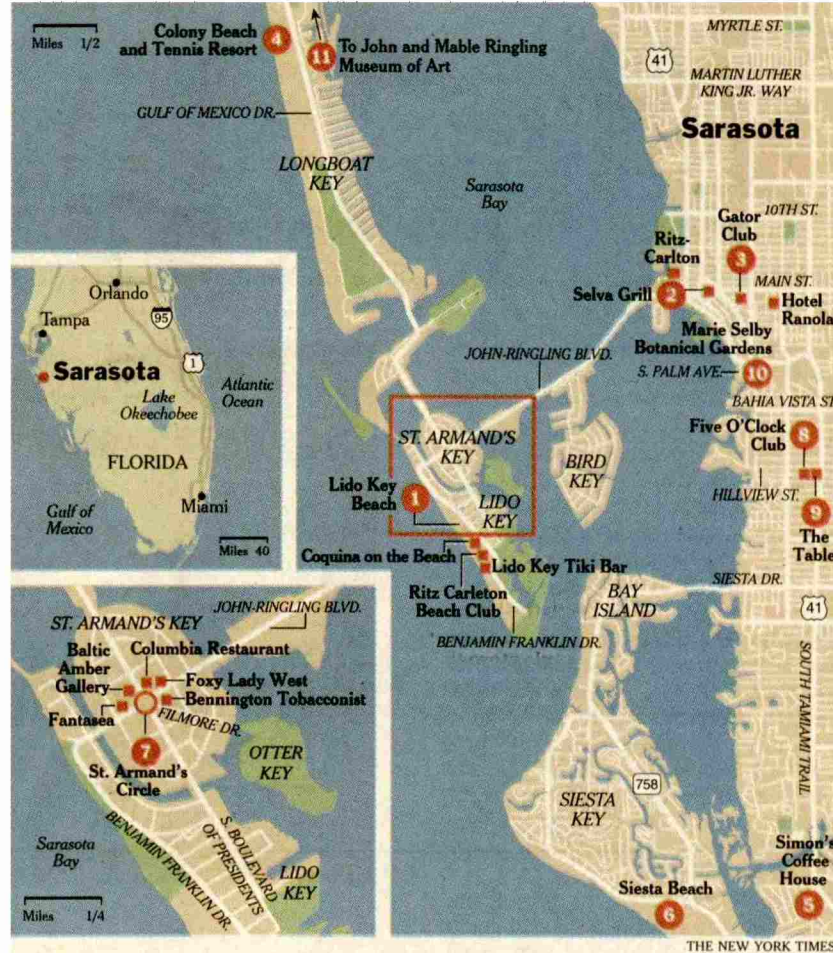 Miles 1/2
Colony Beach
and Tennis Resort
4
11
To John and Mable Ringling
Museum of Art
GULF OF MEXICO DR.
LONGBOAT
KEY
Sarasota
Bay
MYRTLE ST.
41
MARTIN LUTHER
KING JR. WAY
Sarasota
10TH ST.
Gator
Club
3
Ritz-
Carlton
MAIN ST.
Selva Grill
2
Hotel
Ranola
Marie Selby
Botanical Gardens
S. PALM AVE.
10
JOHN-RINGLING BLVD.
BAHIA VISTA ST.
Five O'Clock
Club
8
HILLVIEW ST.
9
The
Table
ST. ARMAND'S
KEY
BIRD
KEY
Lido Key
Beach
1
LIDO
KEY
Coquina on the Beach
Lido Key Tiki Bar
Ritz Carleton
Beach Club
BENJAMIN FRANKLIN DR.
BAY
ISLAND
SIESTA DR.
41
SOUTH TAMIAMI TRAIL
758
SIESTA
KEY
Siesta Beach
6
Simon's
Coffee
House
5
Orlando
Tampa
95
1
Sarasota
Lake
Okeechobee
Atlantic
Ocean
FLORIDA
Gulf of
Mexico
Miami
Miles 40
ST. ARMAND'S KEY
JOHN-RINGLING BLVD.
Baltic
Amber
Gallery
Columbia Restaurant
Foxy Lady West
Bennington Tobacconist
Fantasea
FILMORE DR.
7
St. Armand's
Circle
OTTER
KEY
Sarasota
Bay
BENJAMIN FRANKLIN DR.
S. BOULEVARD
OF PRESIDENTS
LIDO
KEY
Miles 1/4
THE NEW YORK TIMES